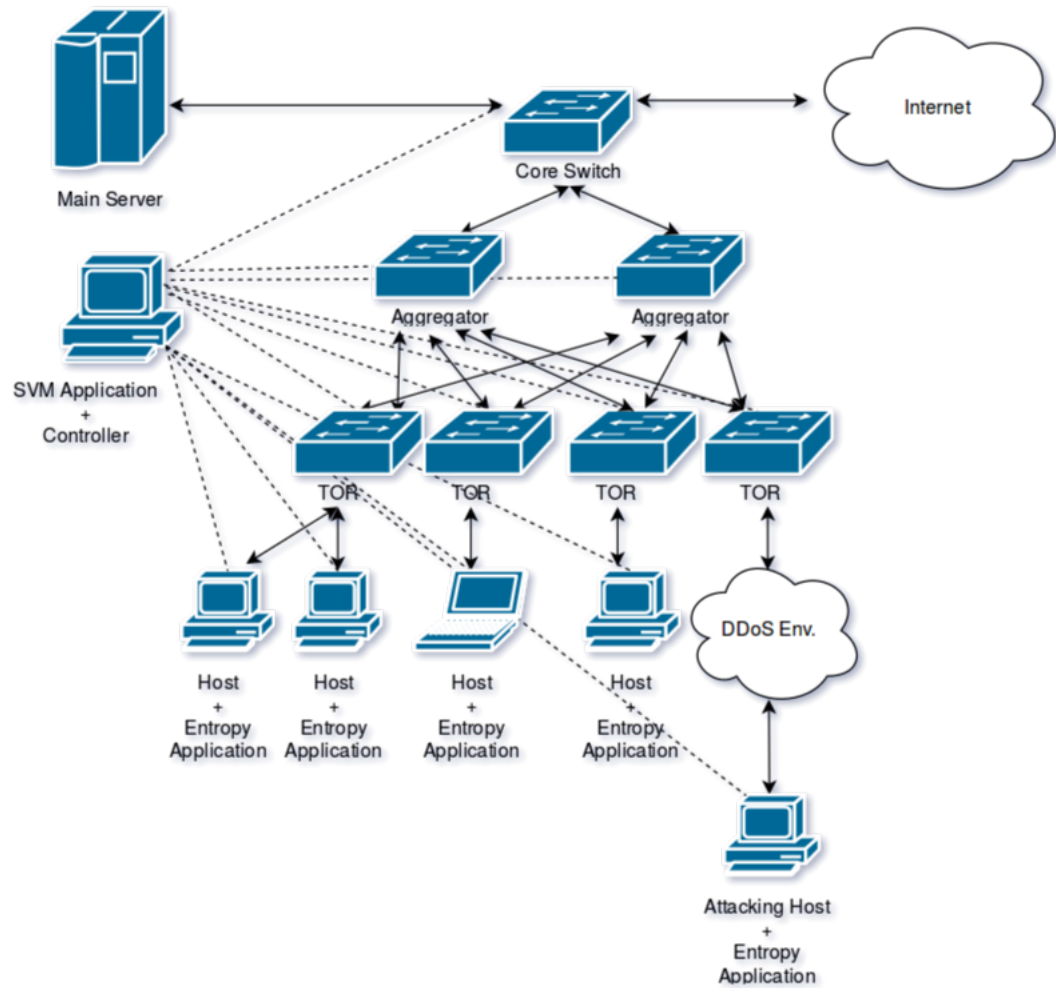 Internet
Core Switch
Main Server
Aggregator
Aggregator
SVM Application
+
Controller
TOR
TOR
TOR
TOR
DDoS Env.
Host
+
Entropy
Application
Host
+
Entropy
Application
Host
+
Entropy
Application
Host
+
Entropy
Application
Attacking Host
+
Entropy
Application